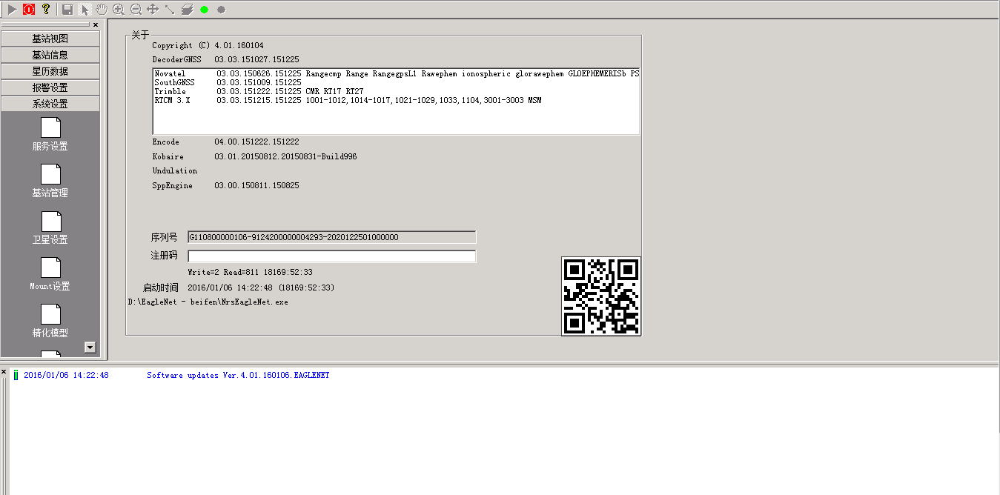 基站视图
基站信息
星历数据
报警设置
系统设置
服务设置
基站管理
卫星设置
Mount设置
精化模型
关于
Copyright (C) 4.01.160104
DecoderGNSS 03.03.151027.151225
Novatel 03.03.150626.151225 Rangecmp Range RangegpsL1 Rawephem ionospheric glorawephem GLOEPHEMERISb PS
SouthGNSS 03.03.151009.151225
Trimble 03.03.151222.151225 CMR RT17 RT27
RTCM 3.X 03.03.151215.151225 1001-1012,1014-1017,1021-1029,1033,1104,3001-3003 MSM
Encode 04.00.151222.151222
Kobaire 03.01.20150812.20150831-Build996
Undulation
SppEngine 03.00.150811.150825
序列号 G110800000106-9124200000004293-2020122501000000
注册码
Write=2 Read=811 18169:52:33
启动时间 2016/01/06 14:22:48 (18169:52:33)
D:\EagleNet - beifen\NrsEagleNet.exe
2016/01/06 14:22:48 Software updates Ver.4.01.160106.EAGLENET